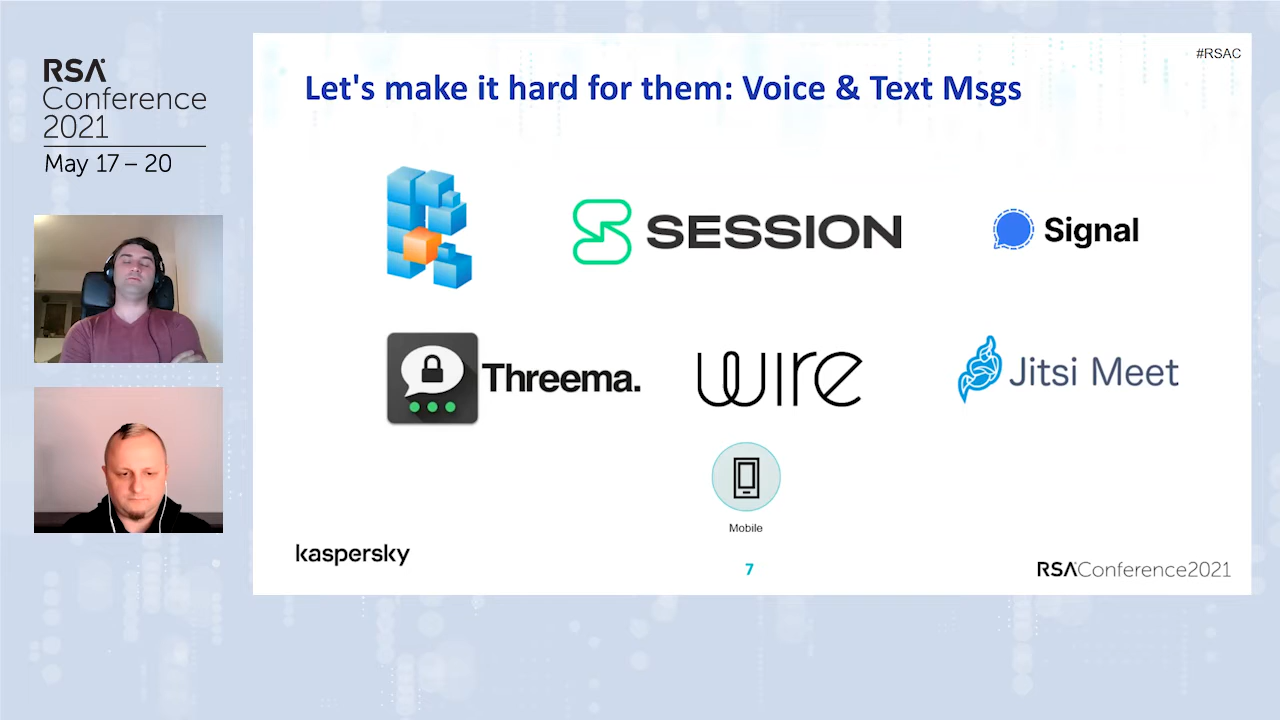 RSA
Conference
2021
May 17 – 20
#RSAC
Let's make it hard for them: Voice & Text Msgs
SESSION
Signal
Threema.
wire
Jitsi Meet
Mobile
kaspersky
7
RSAConference2021